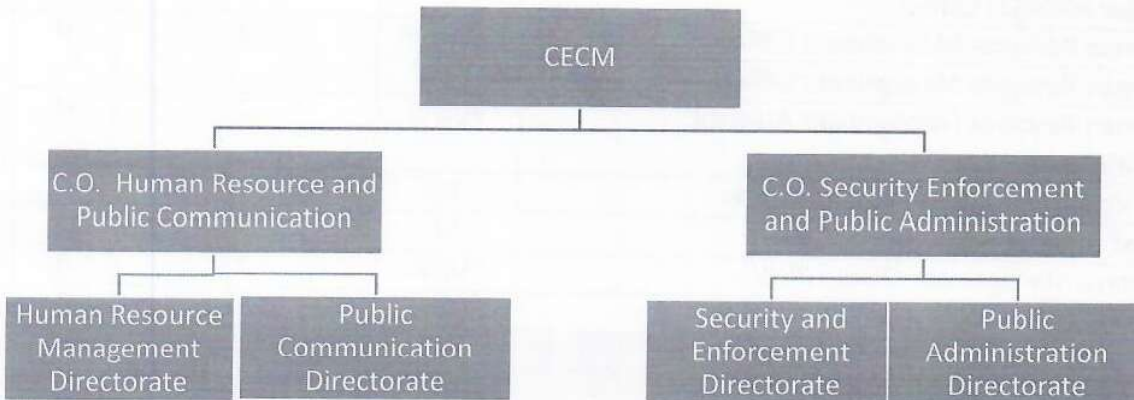 CECM
C.O. Human Resource and
Public Communication
C.O. Security Enforcement
and Public Administration
Human Resource
Management
Directorate
Public
Communication
Directorate
Security and
Enforcement
Directorate
Public
Administration
Directorate